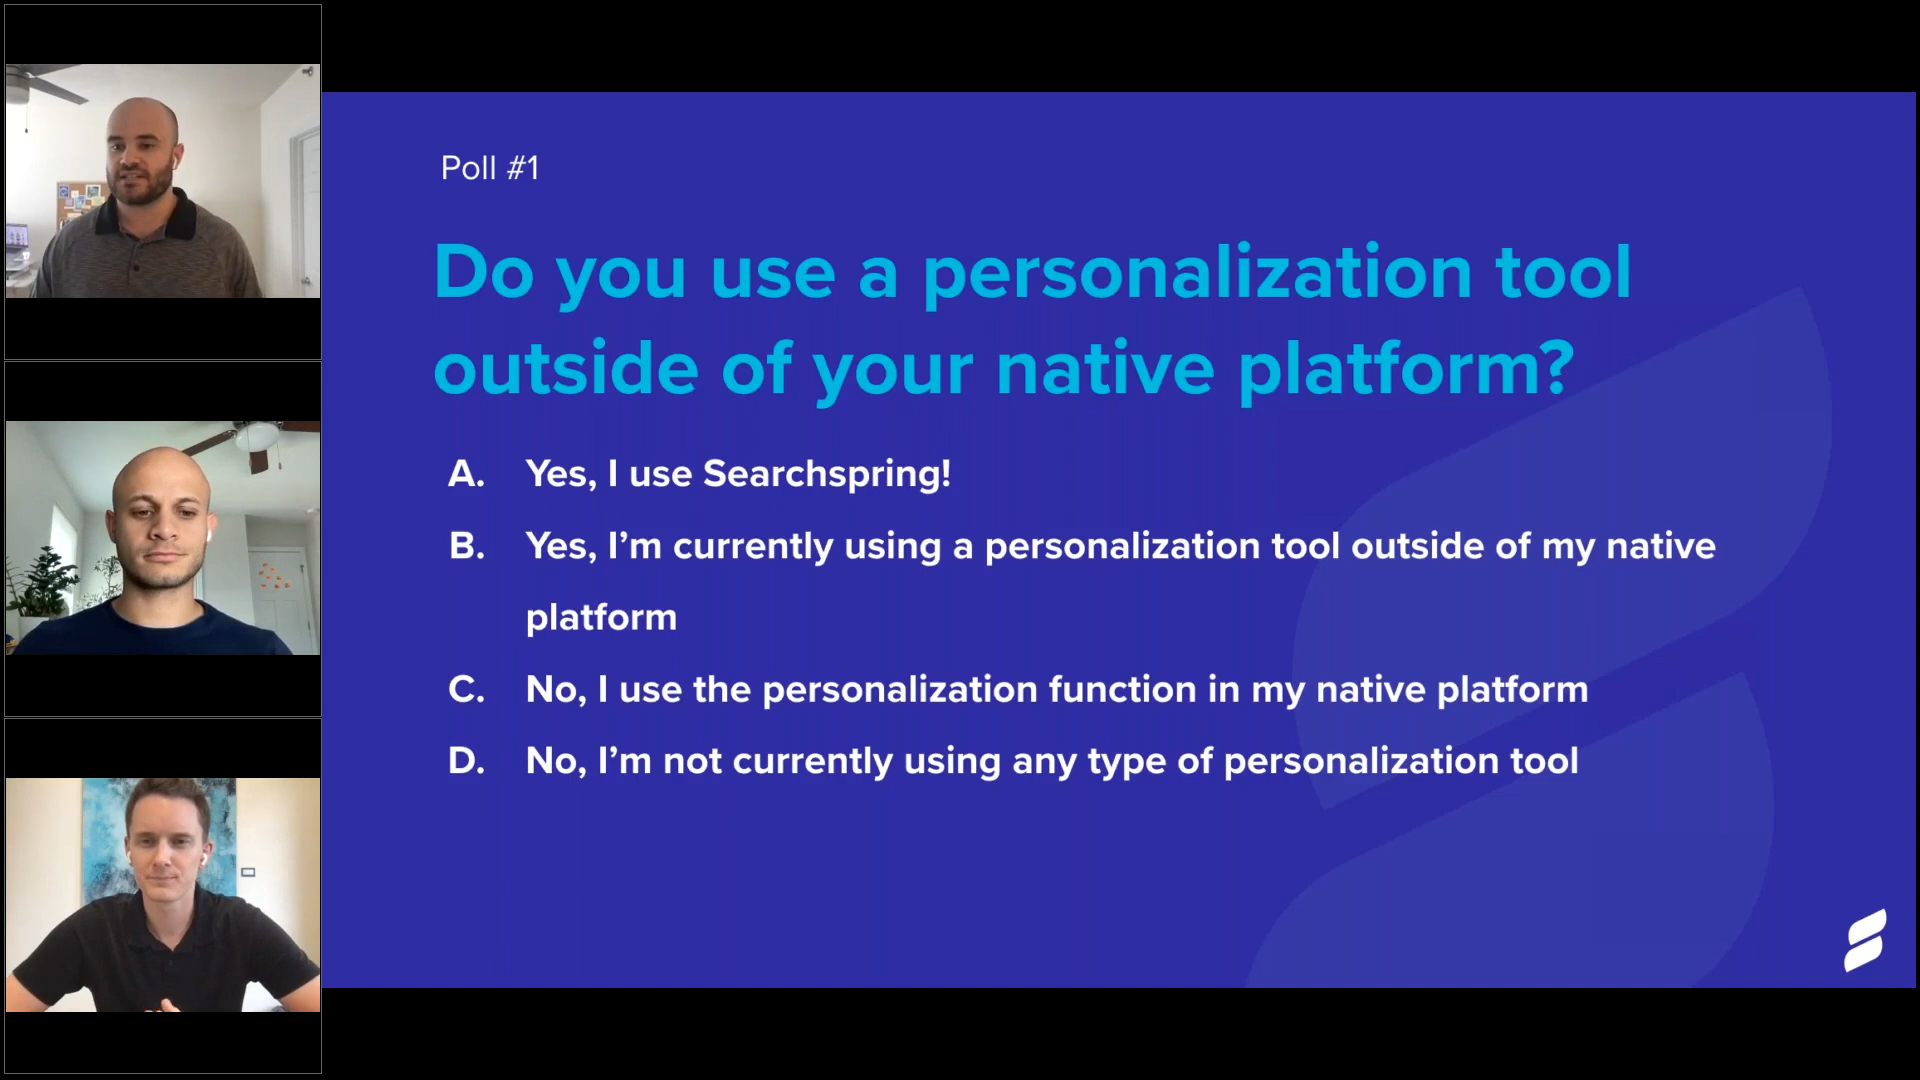 Poll #1
Do you use a personalization tool
outside of your native platform?
A. Yes, I use Searchspring!
B. Yes, I’m currently using a personalization tool outside of my native
platform
C. No, I use the personalization function in my native platform
D. No, I’m not currently using any type of personalization tool